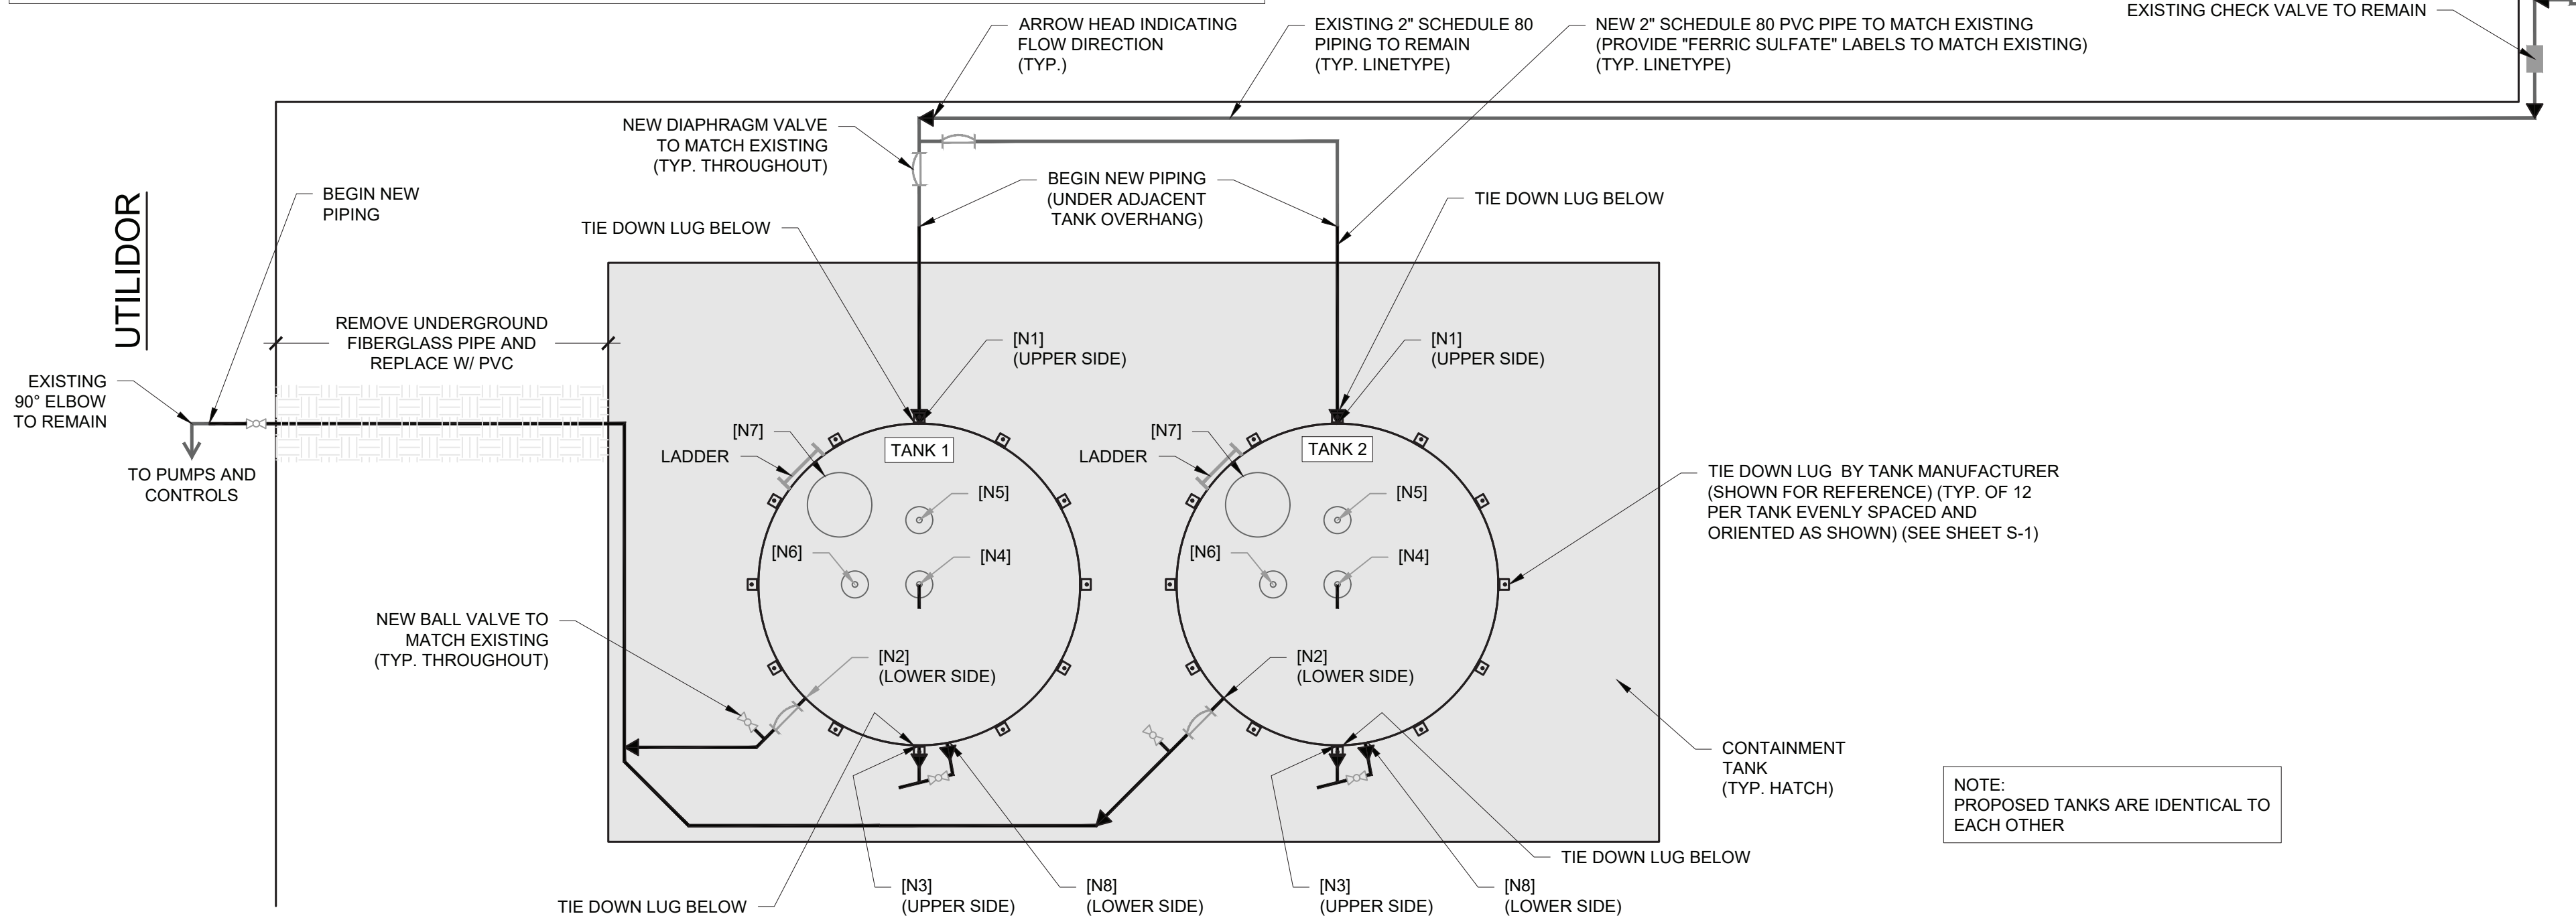 ARROW HEAD INDICATING
FLOW DIRECTION
(TYP.)
EXISTING 2" SCHEDULE 80
PIPING TO REMAIN
(TYP. LINETYPE)
NEW 2" SCHEDULE 80 PVC PIPE TO MATCH EXISTING
(PROVIDE "FERRIC SULFATE" LABELS TO MATCH EXISTING)
(TYP. LINETYPE)
EXISTING CHECK VALVE TO REMAIN
NEW DIAPHRAGM VALVE
TO MATCH EXISTING
(TYP. THROUGHOUT)
BEGIN NEW PIPING
(UNDER ADJACENT
TANK OVERHANG)
TIE DOWN LUG BELOW
BEGIN NEW
PIPING
TIE DOWN LUG BELOW
UTILIDOR
REMOVE UNDERGROUND
FIBERGLASS PIPE AND
REPLACE W/ PVC
[N1]
(UPPER SIDE)
[N1]
(UPPER SIDE)
EXISTING
90° ELBOW
TO REMAIN
TO PUMPS AND
CONTROLS
[N7]
LADDER
TANK 1
[N5]
[N6]
[N4]
[N7]
LADDER
TANK 2
[N5]
[N6]
[N4]
TIE DOWN LUG  BY TANK MANUFACTURER
(SHOWN FOR REFERENCE) (TYP. OF 12
PER TANK EVENLY SPACED AND
ORIENTED AS SHOWN) (SEE SHEET S-1)
NEW BALL VALVE TO
MATCH EXISTING
(TYP. THROUGHOUT)
[N2]
(LOWER SIDE)
[N2]
(LOWER SIDE)
CONTAINMENT
TANK
(TYP. HATCH)
NOTE:
PROPOSED TANKS ARE IDENTICAL TO
EACH OTHER
TIE DOWN LUG BELOW
TIE DOWN LUG BELOW
[N3]
(UPPER SIDE)
[N8]
(LOWER SIDE)
[N3]
(UPPER SIDE)
[N8]
(LOWER SIDE)